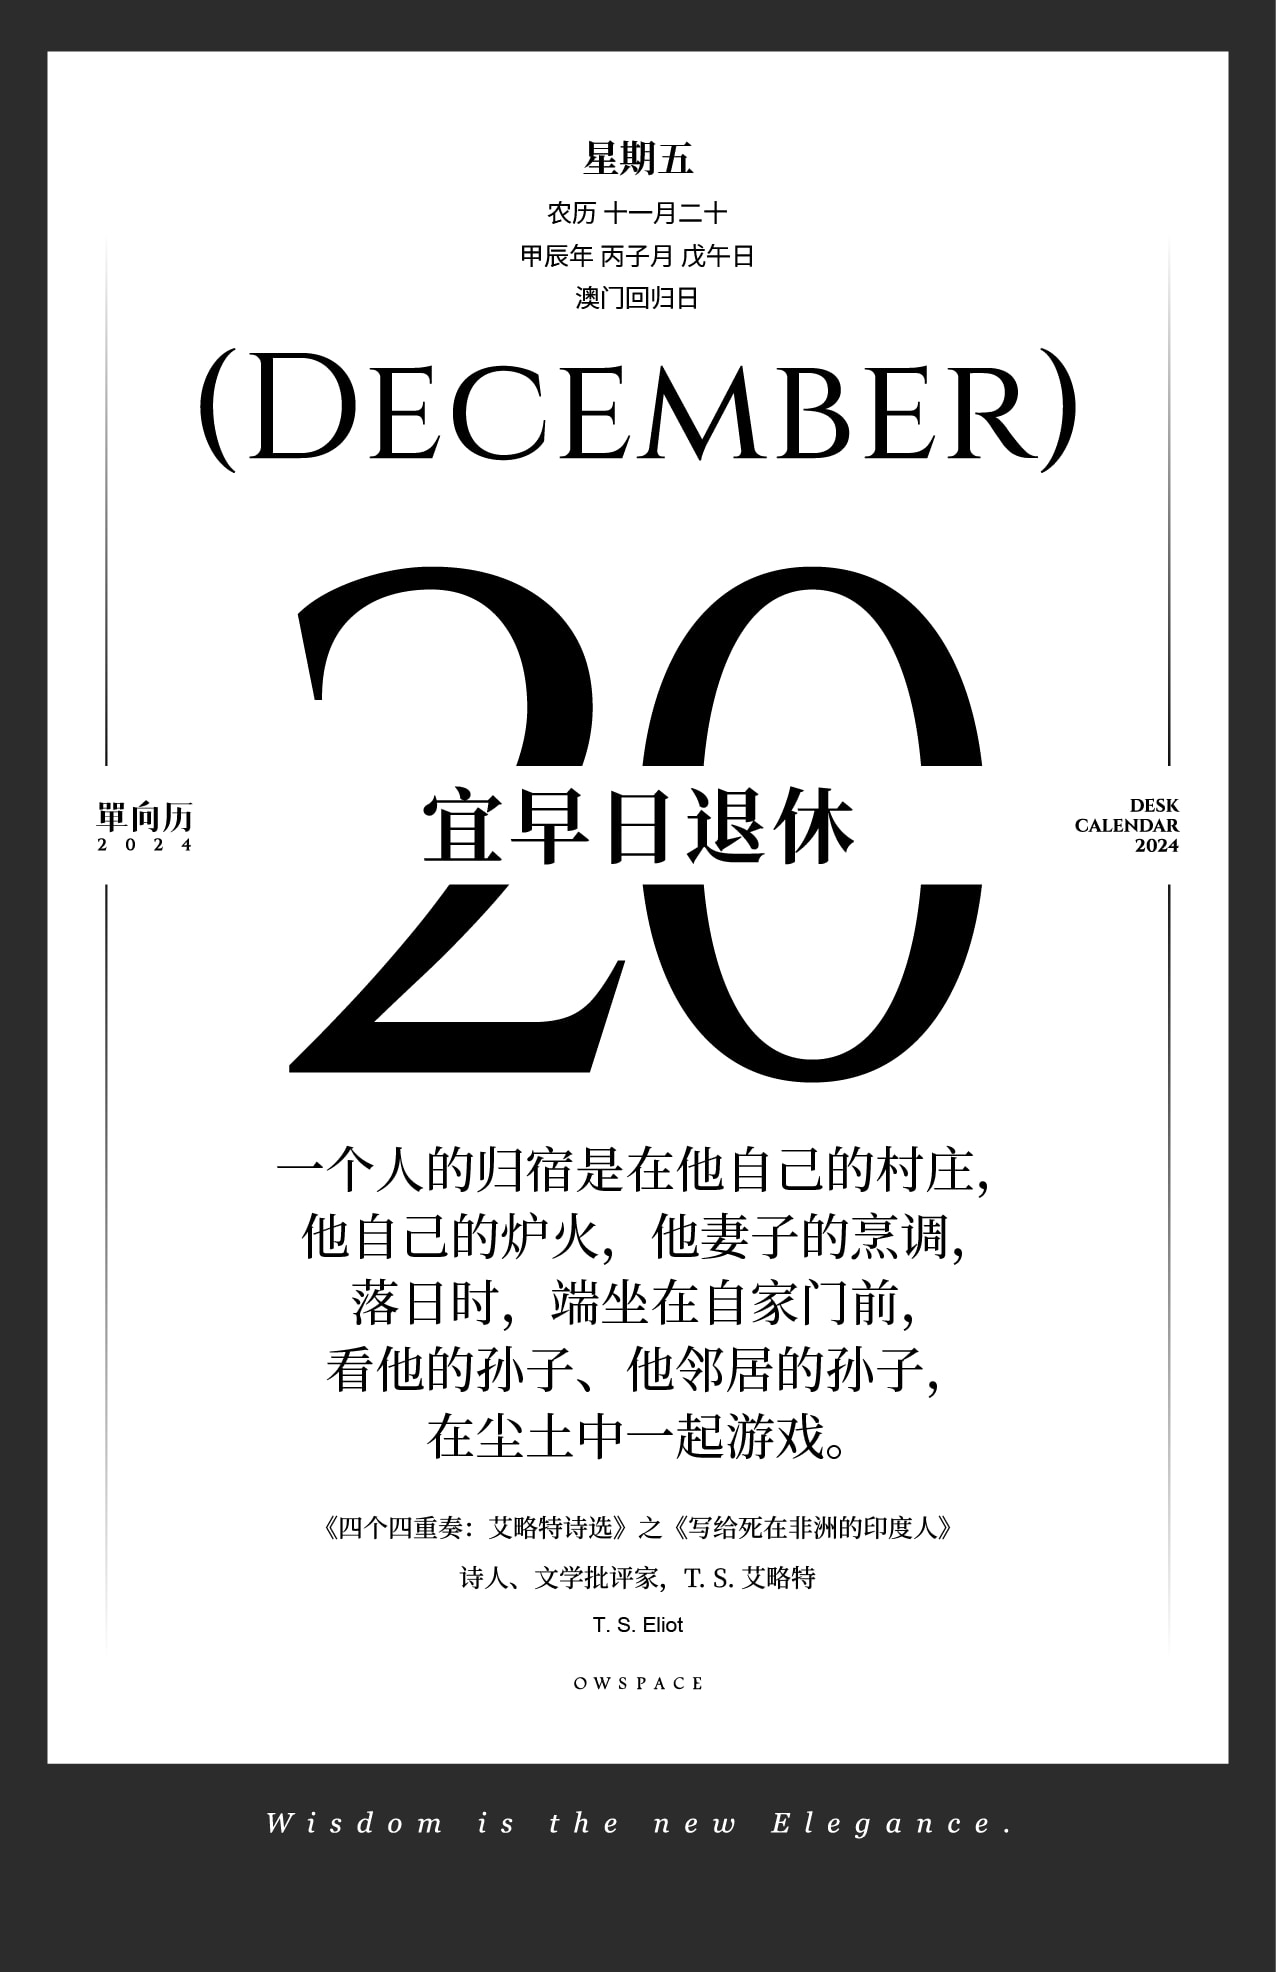 星期五
农历 十一月二十
甲辰年 丙子月 戊午日
澳门回归日
(DECEMBER)
20
宜早日退休
單向历
2024
DESK
CALENDAR
2024
一个人的归宿是在他自己的村庄，
他自己的炉火，他妻子的烹调，
落日时，端坐在自家门前，
看他的孙子、他邻居的孙子，
在尘土中一起游戏。
《四个四重奏：艾略特诗选》之《写给死在非洲的印度人》
诗人、文学批评家，T. S. 艾略特
T. S. Eliot
OWSPACE
Wisdom is the new Elegance.